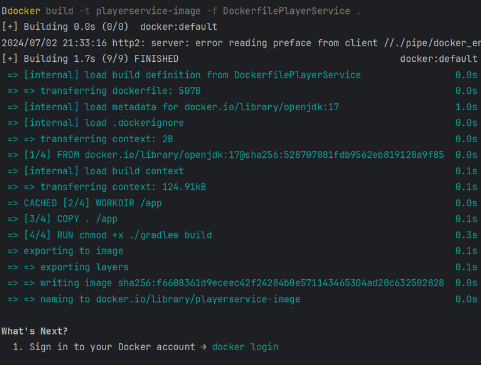 Ddocker build -t playerservice-image -f DockerfilePlayerService .
[+] Building 0.0s (0/0)  docker:default
2024/07/02 21:33:16 http2: server: error reading preface from client //./pipe/docker_en
[+] Building 1.7s (9/9) FINISHED docker:default
=> [internal] load build definition from DockerfilePlayerService 0.0s
=> => transferring dockerfile: 507B 0.0s
=> [internal] load metadata for docker.io/library/openjdk:17 1.0s
=> [internal] load .dockerignore 0.0s
=> => transferring context: 2B 0.0s
=> [1/4] FROM docker.io/library/openjdk:17@sha256:528707081fdb9562eb819128a9f85 0.0s
=> [internal] load build context 0.1s
=> => transferring context: 124.91kB 0.1s
=> CACHED [2/4] WORKDIR /app 0.0s
=> [3/4] COPY . /app 0.1s
=> [4/4] RUN chmod +x ./gradlew build 0.3s
=> exporting to image 0.1s
=> => exporting layers 0.1s
=> => writing image sha256:f6608361d9eceec42f24284b0e571143465304ad20c632502828 0.0s
=> => naming to docker.io/library/playerservice-image 0.0s
What's Next?
1. Sign in to your Docker account → docker login